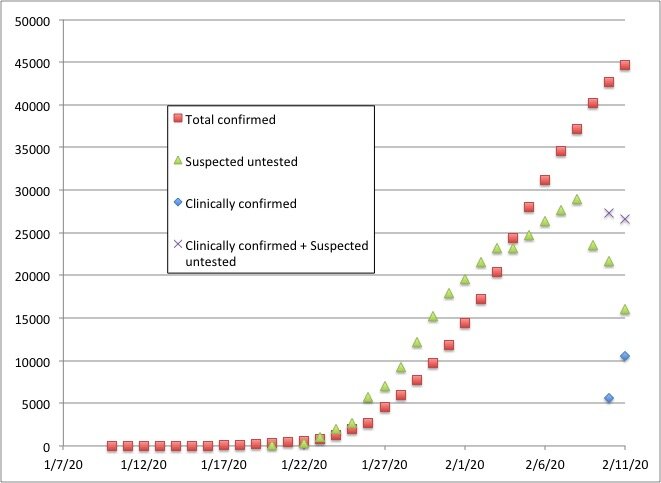 50000
45000
40000
35000
30000
25000
20000
15000
10000
5000
0
Total confirmed
Suspected untested
Clinically confirmed
Clinically confirmed + Suspected
untested
1/7/20 1/12/20 1/17/20 1/22/20 1/27/20 2/1/20 2/6/20 2/11/20